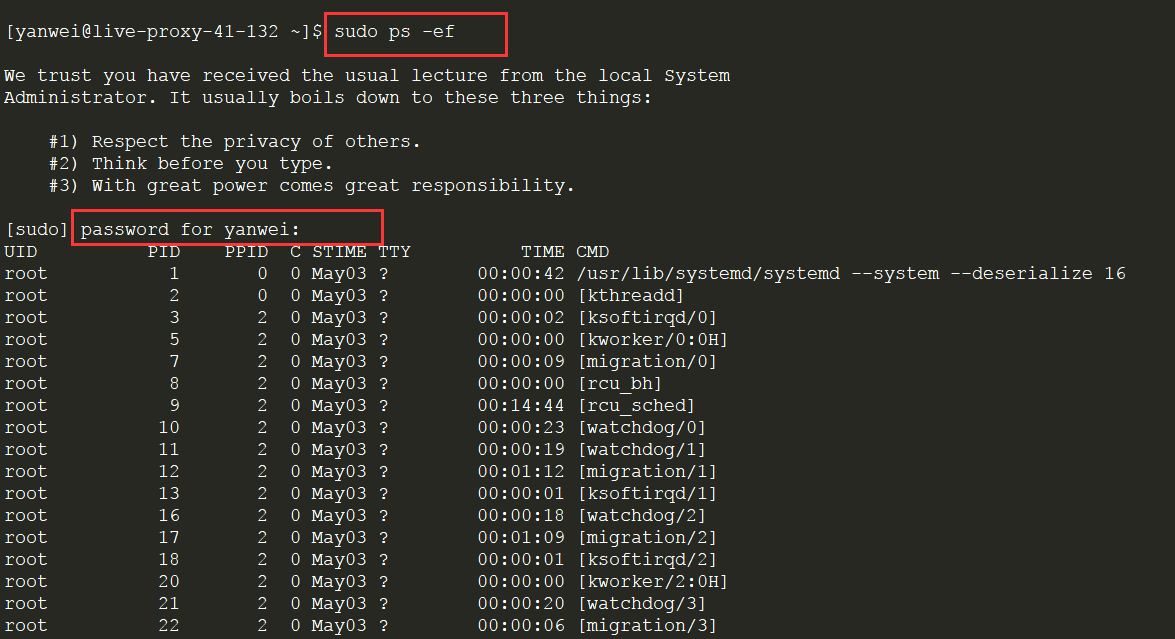 [yanwei@live-proxy-41-132 ~]$ sudo ps -ef
We trust you have received the usual lecture from the local System
Administrator. It usually boils down to these three things:
#1) Respect the privacy of others.
#2) Think before you type.
#3) With great power comes great responsibility.
[sudo] password for yanwei:
UID PID PPID C STIME TTY TIME CMD
root 1 0 0 May03 ? 00:00:42 /usr/lib/systemd/systemd --system --deserialize 16
root 2 0 0 May03 ? 00:00:00 [kthreadd]
root 3 2 0 May03 ? 00:00:02 [ksoftirqd/0]
root 5 2 0 May03 ? 00:00:00 [kworker/0:0H]
root 7 2 0 May03 ? 00:00:09 [migration/0]
root 8 2 0 May03 ? 00:00:00 [rcu_bh]
root 9 2 0 May03 ? 00:14:44 [rcu_sched]
root 10 2 0 May03 ? 00:00:23 [watchdog/0]
root 11 2 0 May03 ? 00:00:19 [watchdog/1]
root 12 2 0 May03 ? 00:01:12 [migration/1]
root 13 2 0 May03 ? 00:00:01 [ksoftirqd/1]
root 16 2 0 May03 ? 00:00:18 [watchdog/2]
root 17 2 0 May03 ? 00:01:09 [migration/2]
root 18 2 0 May03 ? 00:00:01 [ksoftirqd/2]
root 20 2 0 May03 ? 00:00:00 [kworker/2:0H]
root 21 2 0 May03 ? 00:00:20 [watchdog/3]
root 22 2 0 May03 ? 00:00:06 [migration/3]